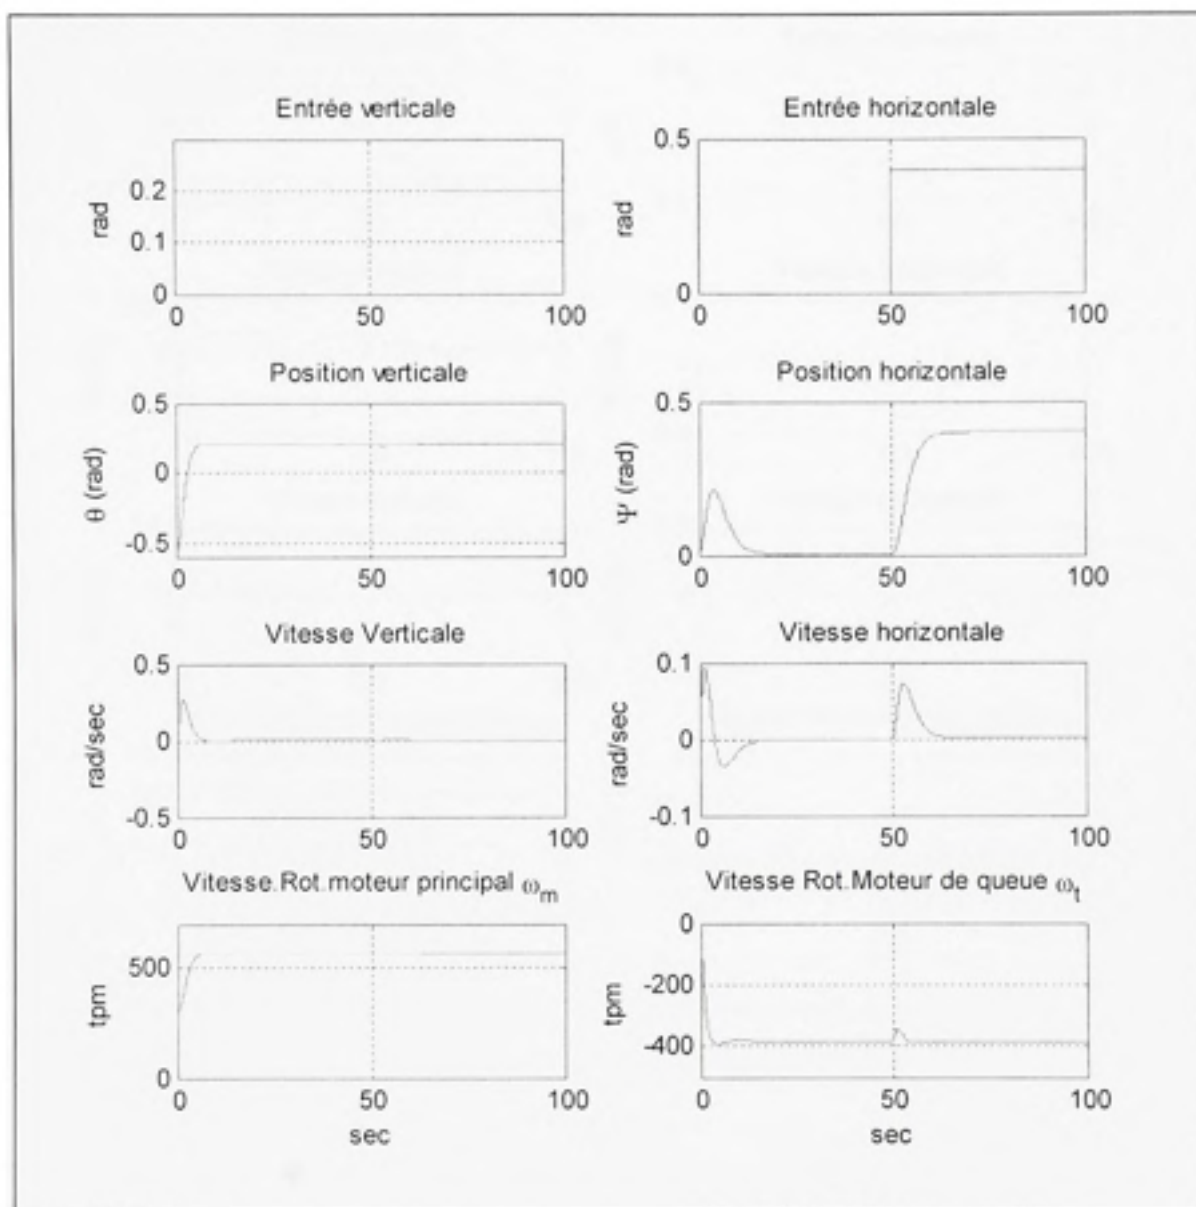 Entrée verticale
rad
0.2
0.1
0
0
50
100
Entrée horizontale
rad
0.5
0
0
50
100
Position verticale
θ (rad)
0.5
0
-0.5
0
50
100
Position horizontale
Ψ (rad)
0.5
0
0
50
100
Vitesse Verticale
rad/sec
0.5
0
-0.5
0
50
100
Vitesse horizontale
rad/sec
0.1
0
-0.1
0
50
100
Vitesse.Rot.moteur principal ωm
tpm
500
0
0
50
100
sec
Vitesse Rot.Moteur de queue ωt
tpm
0
-200
-400
0
50
100
sec